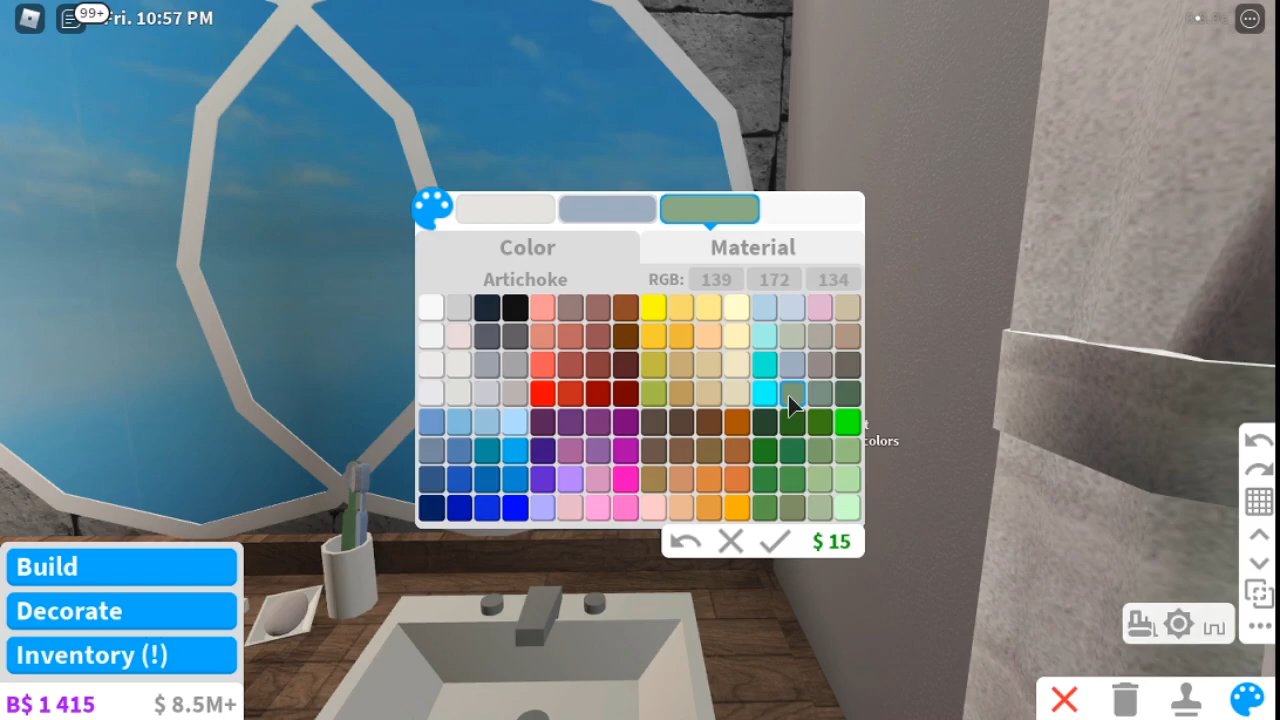 99+
Fri. 10:57 PM
Color
Material
Artichoke
RGB: 139 172 134
colors
$ 15
Build
Decorate
Inventory (!)
B$ 1 415
$ 8.5M+